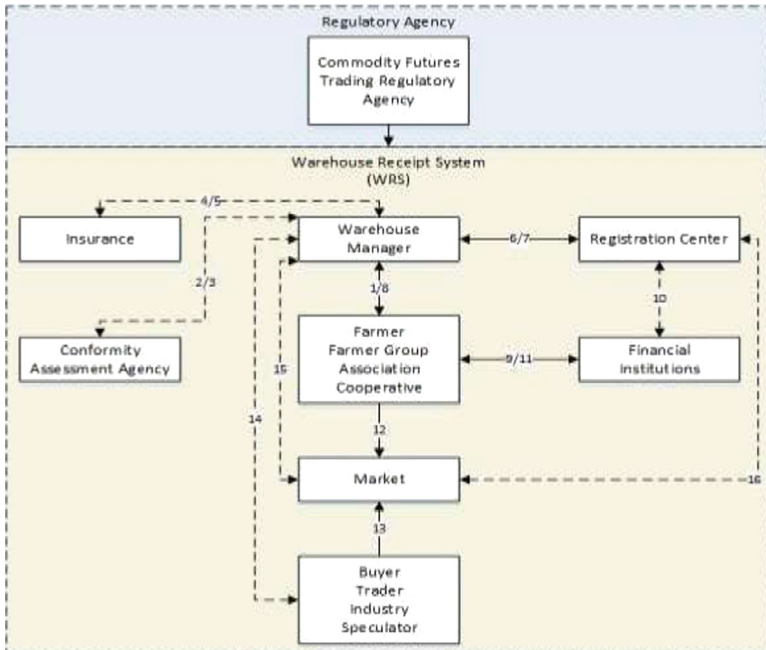 Regulatory Agency
Commodity Futures
Trading Regulatory
Agency
Warehouse Receipt System
(WRS)
4/5
Insurance
Warehouse
Manager
6/7
Registration Center
2/3
1/8
10
Conformity
Assessment Agency
15
Farmer
Farmer Group
Association
Cooperative
9/11
Financial
Institutions
14
12
Market
16
13
Buyer
Trader
Industry
Speculator